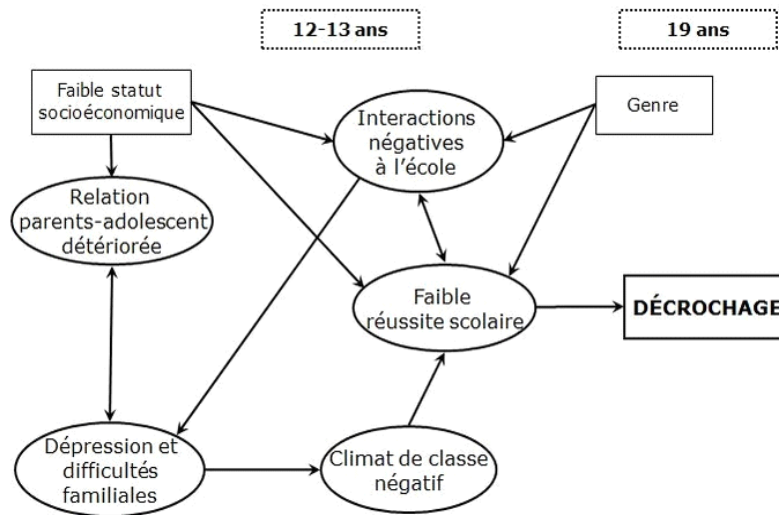 12-13 ans
19 ans
Faible statut
socioéconomique
Interactions
négatives
à l'école
Genre
Relation
parents-adolescent
détériorée
Faible
réussite scolaire
DÉCROCHAGE
Dépression et
difficultés
familiales
Climat de classe
négatif